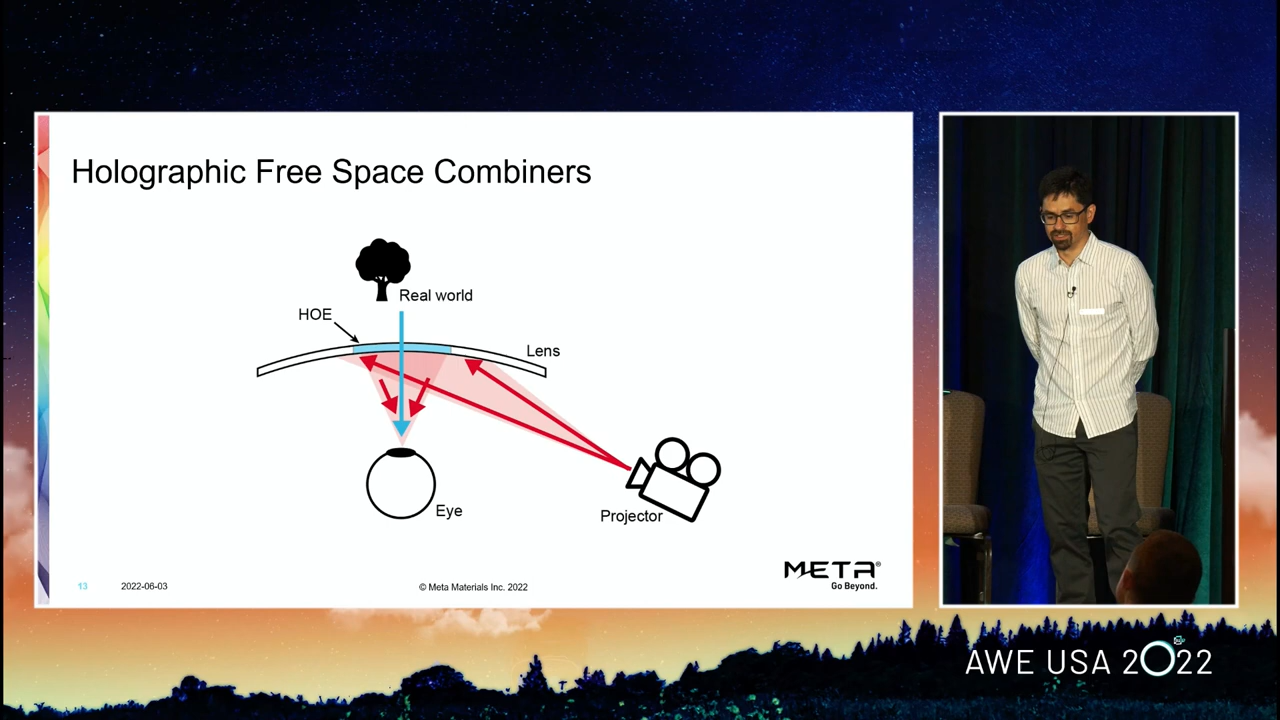 Holographic Free Space Combiners
Real world
HOE
Lens
Eye
Projector
13
2022-06-03
© Meta Materials Inc. 2022
META®
Go Beyond.
AWE USA 2022